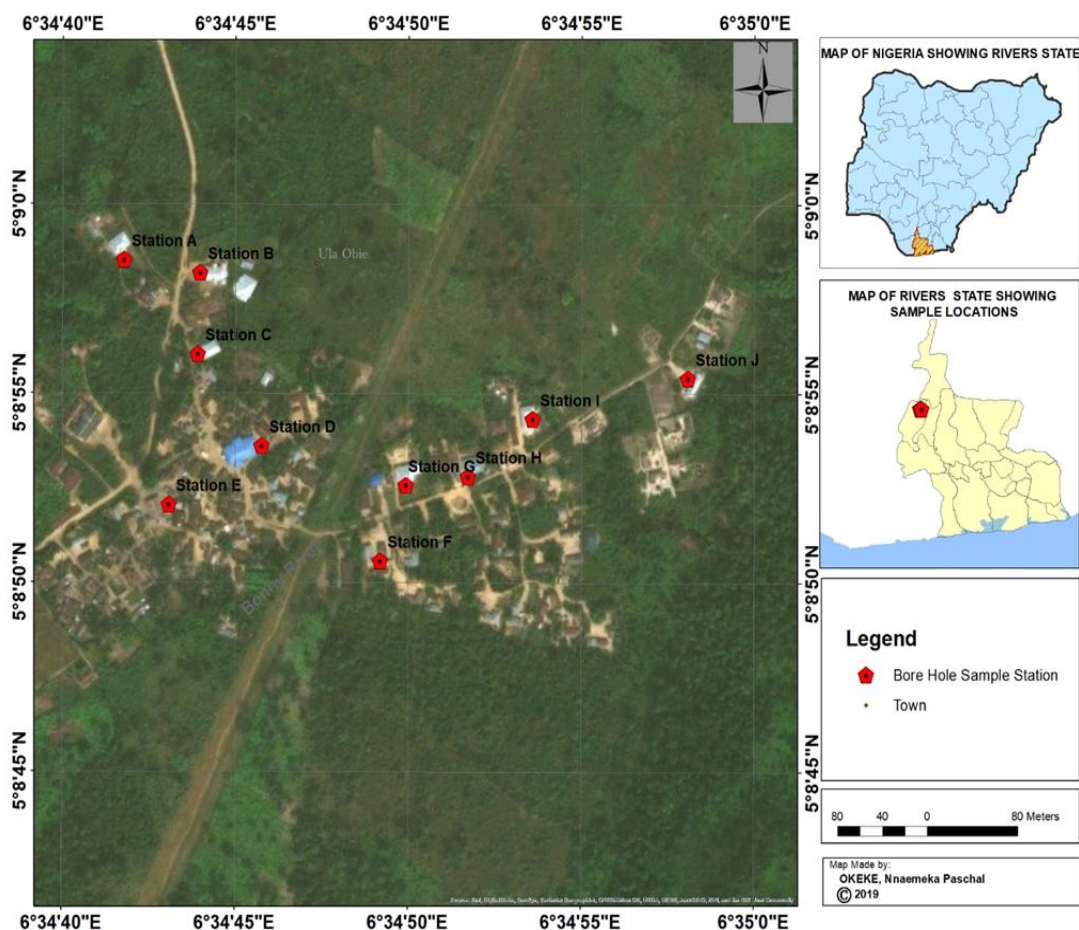 6°34'40"E 6°34'45"E 6°34'50"E 6°34'55"E 6°35'0"E
N
5°9'0"N
5°8'55"N
5°8'50"N
5°8'45"N
Station A
Station B
Ula Obie
Station C
Station J
Station I
Station D
Station H
Station G
Station E
Station F
5°9'0"N
5°8'55"N
5°8'50"N
5°8'45"N
6°34'40"E 6°34'45"E 6°34'50"E 6°34'55"E 6°35'0"E
MAP OF NIGERIA SHOWING RIVERS STATE
MAP OF RIVERS STATE SHOWING
SAMPLE LOCATIONS
Legend
Bore Hole Sample Station
Town
80 40 0 80 Meters
Map Made by:
OKEKE, Nnaemeka Paschal
© 2019